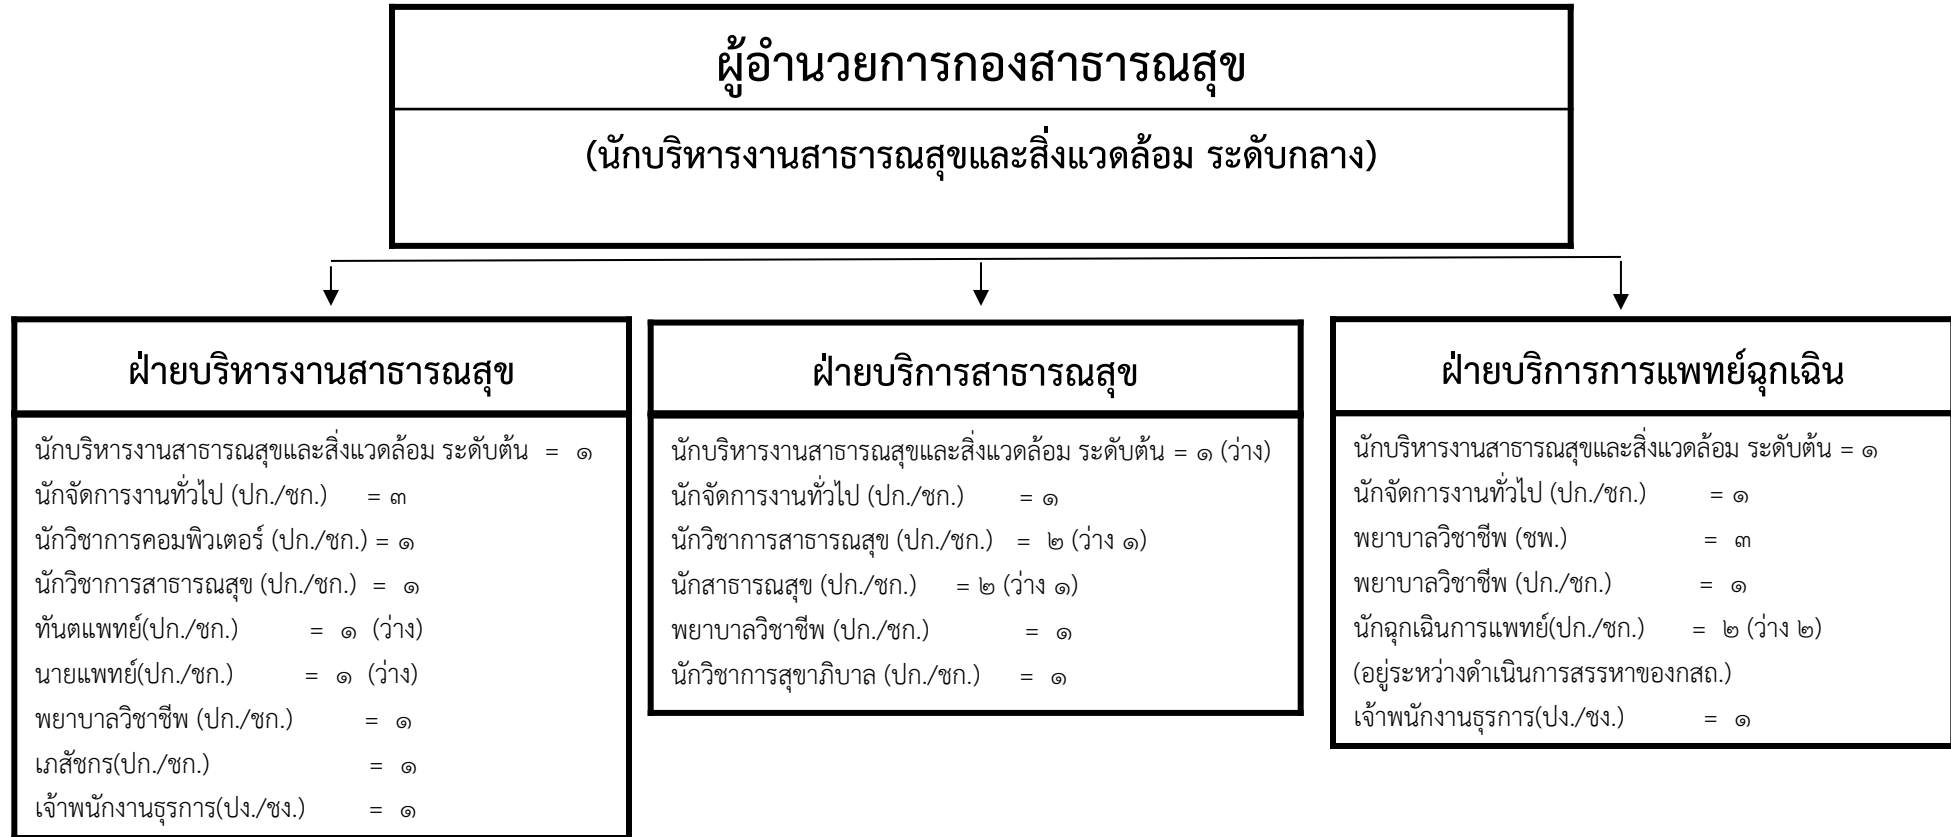 ผู้อำนวยการกองสาธารณสุข
(นักบริหารงานสาธารณสุขและสิ่งแวดล้อม ระดับกลาง)
ฝ่ายบริหารงานสาธารณสุข
นักบริหารงานสาธารณสุขและสิ่งแวดล้อม ระดับต้น = ๑
นักจัดการงานทั่วไป (ปก./ชก.) = ๓
นักวิชาการคอมพิวเตอร์ (ปก./ชก.) = ๑
นักวิชาการสาธารณสุข (ปก./ชก.) = ๑
ทันตแพทย์(ปก./ชก.) = ๑ (ว่าง)
นายแพทย์(ปก./ชก.) = ๑ (ว่าง)
พยาบาลวิชาชีพ (ปก./ชก.) = ๑
เภสัชกร(ปก./ชก.) = ๑
เจ้าพนักงานธุรการ(ปง./ชง.) = ๑
ฝ่ายบริการสาธารณสุข
นักบริหารงานสาธารณสุขและสิ่งแวดล้อม ระดับต้น = ๑ (ว่าง)
นักจัดการงานทั่วไป (ปก./ชก.) = ๑
นักวิชาการสาธารณสุข (ปก./ชก.) = ๒ (ว่าง ๑)
นักสาธารณสุข (ปก./ชก.) = ๒ (ว่าง ๑)
พยาบาลวิชาชีพ (ปก./ชก.) = ๑
นักวิชาการสุขาภิบาล (ปก./ชก.) = ๑
ฝ่ายบริการการแพทย์ฉุกเฉิน
นักบริหารงานสาธารณสุขและสิ่งแวดล้อม ระดับต้น = ๑
นักจัดการงานทั่วไป (ปก./ชก.) = ๑
พยาบาลวิชาชีพ (ชพ.) = ๓
พยาบาลวิชาชีพ (ปก./ชก.) = ๑
นักฉุกเฉินการแพทย์(ปก./ชก.) = ๒ (ว่าง ๒)
(อยู่ระหว่างดำเนินการสรรหาของกสถ.)
เจ้าพนักงานธุรการ(ปง./ชง.) = ๑